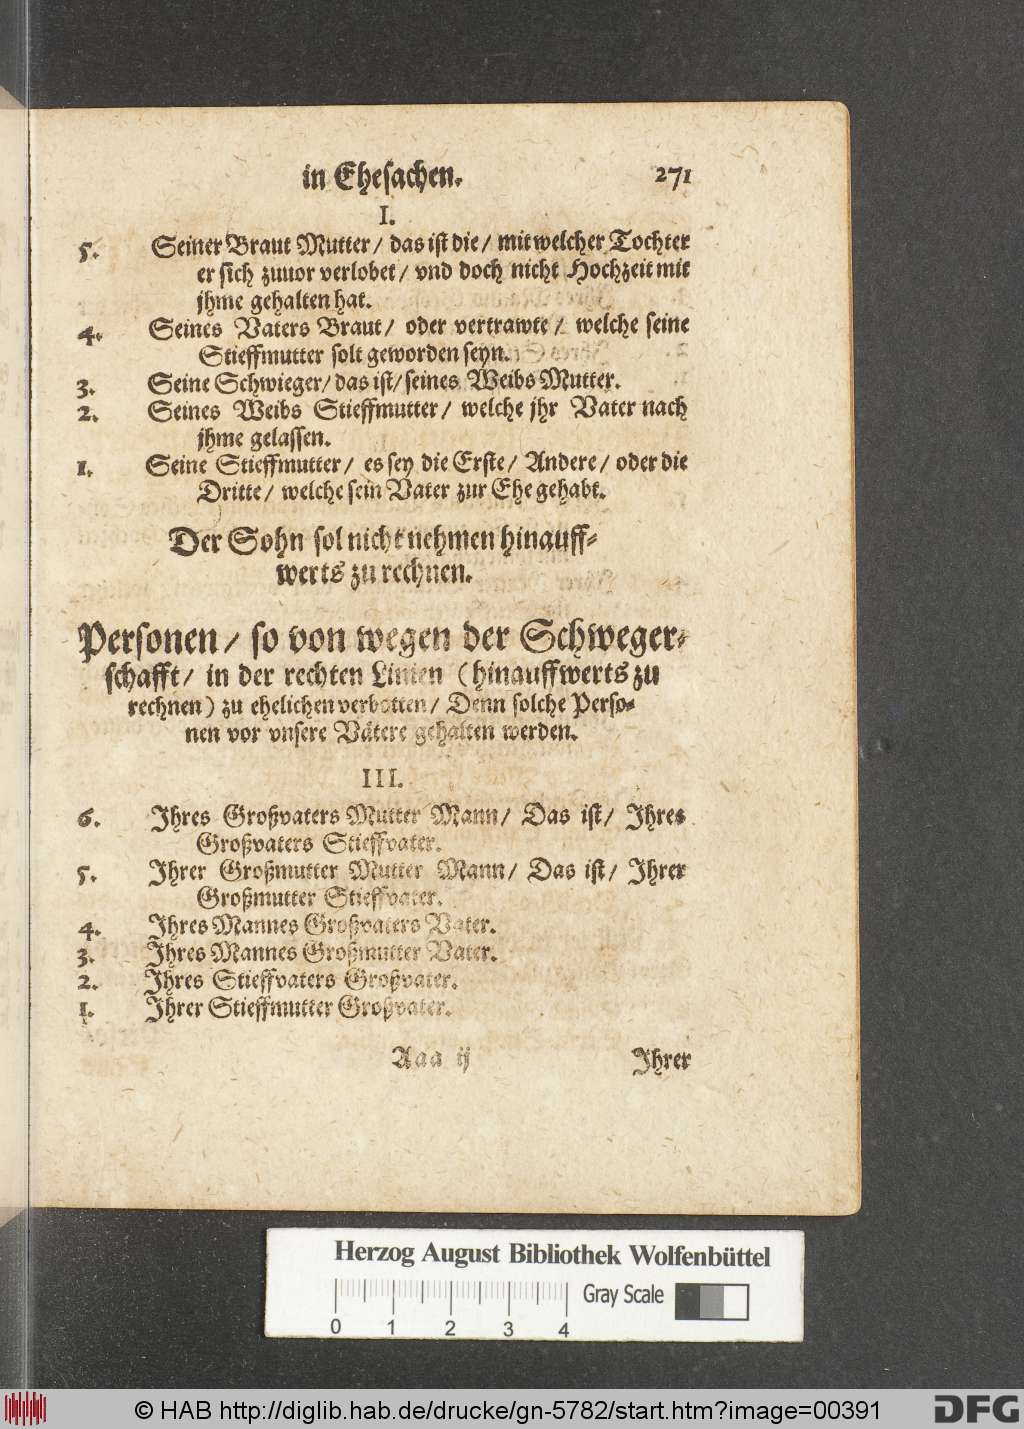 in Ehesachen. 271
I.
5. Seiner Braut Mutter / das ist die / mit welcher Tochter
er sich zuuor verlobet / vnd doch nicht Hochzeit mit
jhme gehalten hat.
4. Seines Vaters Braut / oder vertrawte / welche seine
Stieffmutter solt geworden seyn.
3. Seine Schwieger / das ist / seines Weibs Mutter.
2. Seines Weibs Stieffmutter / welche jhr Vater nach
jhme gelassen.
1. Seine Stieffmutter / es sey die Erste / Andere / oder die
Dritte / welche sein Vater zur Ehe gehabt.
Der Sohn sol nicht nehmen hinauff-
werts zu rechnen.
Personen / so von wegen der Schweger-
schafft / in der rechten Linien (hinauffwerts zu
rechnen) zu ehelichen verbotten / Denn solche Perso-
nen vor vnsere Vätere gehalten werden.
III.
6. Ihres Großvaters Mutter Mann / Das ist / Ihres
Großvaters Stieffvater.
5. Ihrer Großmutter Mutter Mann / Das ist / Ihrer
Großmutter Stieffvater.
4. Ihres Mannes Großvaters Vater.
3. Ihres Mannes Großmutter Vater.
2. Ihres Stieffvaters Großvater.
1. Ihrer Stieffmutter Großvater.
Aaa ij Ihrer
Herzog August Bibliothek Wolfenbüttel
Gray Scale
0 1 2 3 4
© HAB http://diglib.hab.de/drucke/gn-5782/start.htm?image=00391
DFG